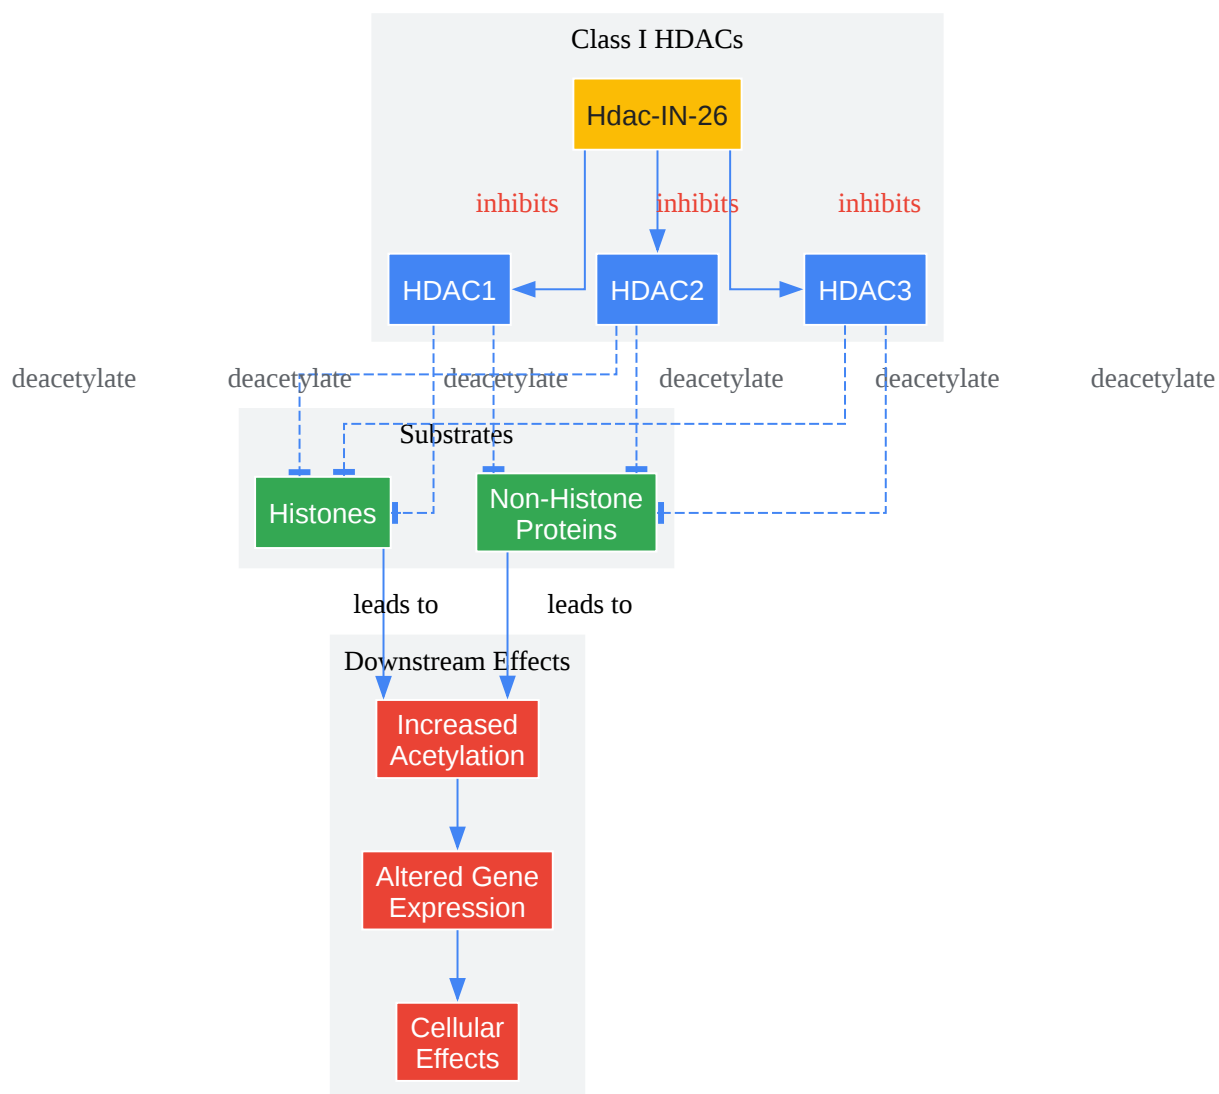 Class I HDACs
Hdac-IN-26
inhibits
inhibits
inhibits
HDAC1
HDAC2
HDAC3
deacetylate
deacetylate
deacetylate
deacetylate
deacetylate
deacetylate
Substrates
Histones
Non-Histone
Proteins
leads to
leads to
Downstream Effects
Increased
Acetylation
Altered Gene
Expression
Cellular
Effects